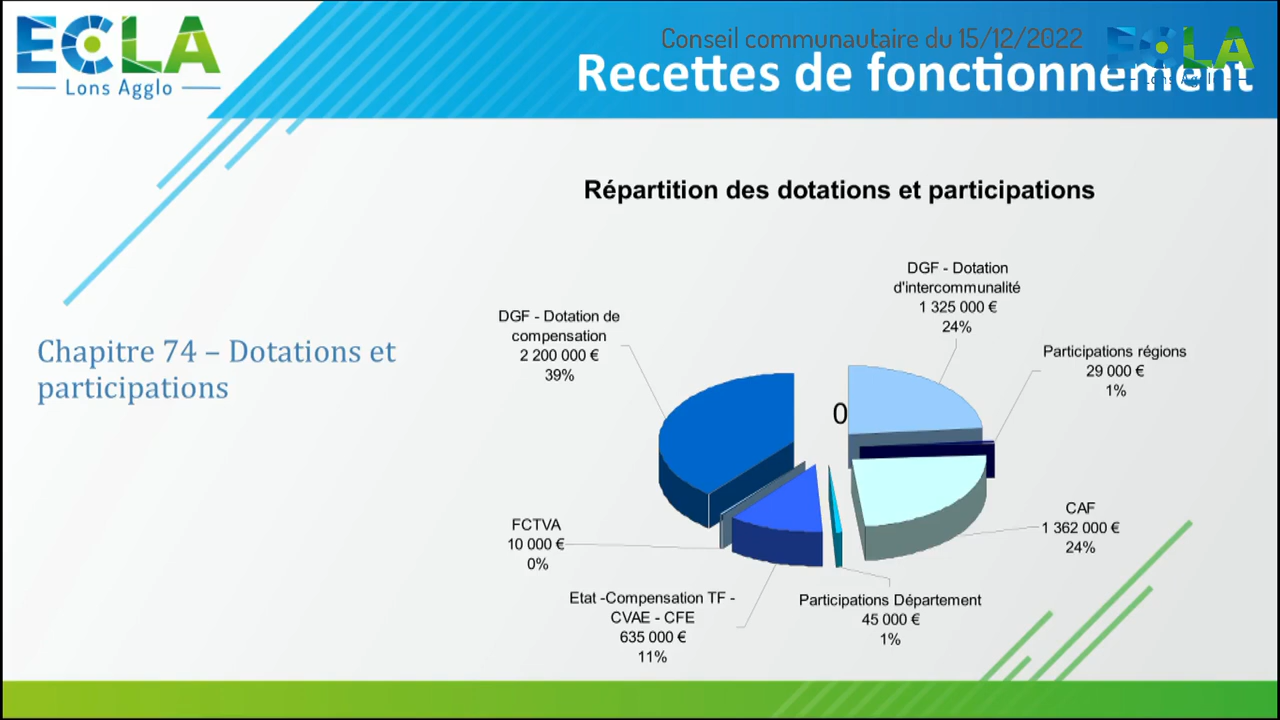 ECLA
Lons Agglo
Conseil communautaire du 15/12/2022
ECLA
Lons Agglo
Recettes de fonctionnement
Répartition des dotations et participations
Chapitre 74 – Dotations et
participations
DGF - Dotation de
compensation
2 200 000 €
39%
DGF - Dotation
d'intercommunalité
1 325 000 €
24%
Participations régions
29 000 €
1%
0
CAF
1 362 000 €
24%
FCTVA
10 000 €
0%
Etat -Compensation TF -
CVAE - CFE
635 000 €
11%
Participations Département
45 000 €
1%